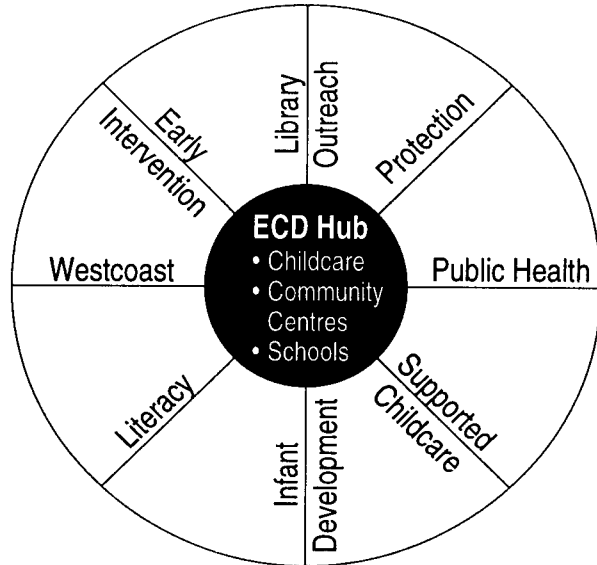 Library
Outreach
Protection
Public Health
Supported
Childcare
Infant
Development
Literacy
Westcoast
Early
Intervention
ECD Hub
• Childcare
• Community
Centres
• Schools